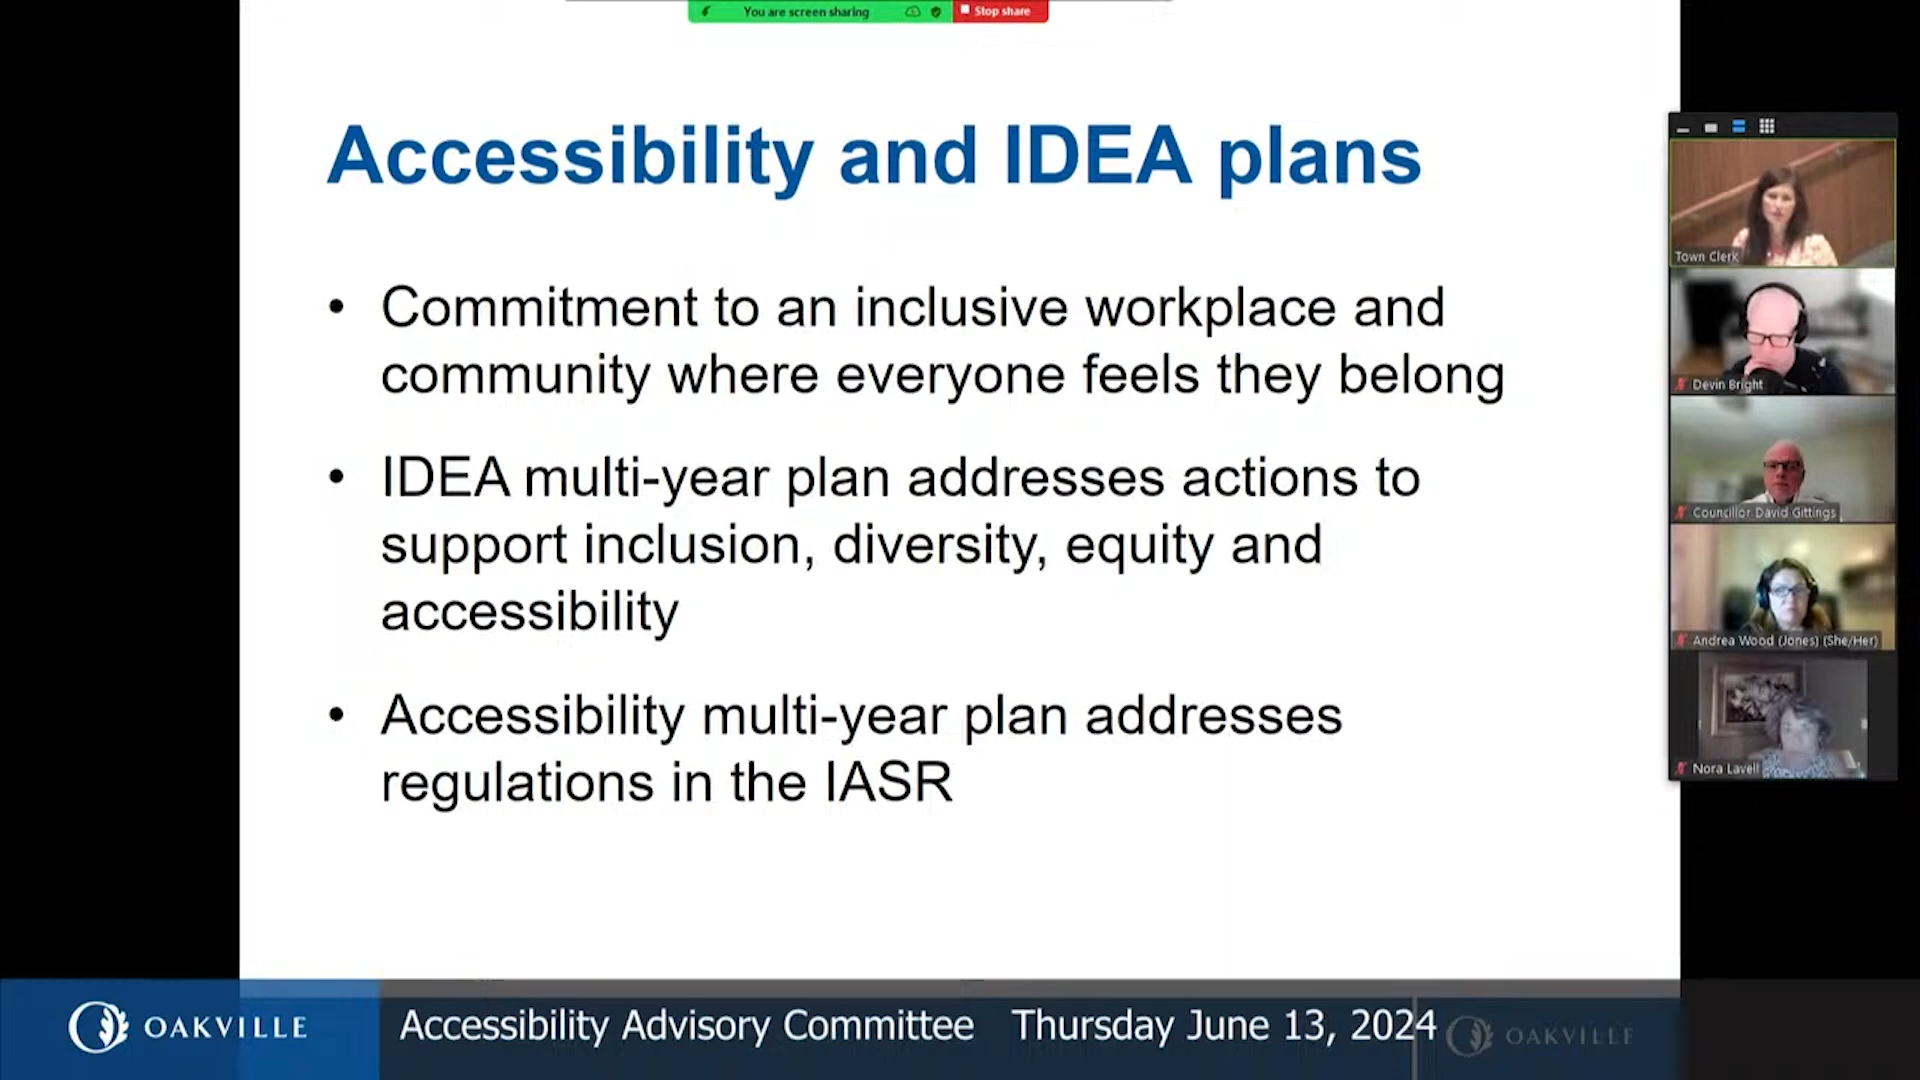 You are screen sharing
Stop share
Accessibility and IDEA plans
• Commitment to an inclusive workplace and
community where everyone feels they belong
• IDEA multi-year plan addresses actions to
support inclusion, diversity, equity and
accessibility
• Accessibility multi-year plan addresses
regulations in the IASR
Town Clerk
Devin Bright
Councillor David Gittings
Andrea Wood (Jones) (She/Her)
Nora Lavell
OAKVILLE
Accessibility Advisory Committee Thursday June 13, 2024
OAKVILLE